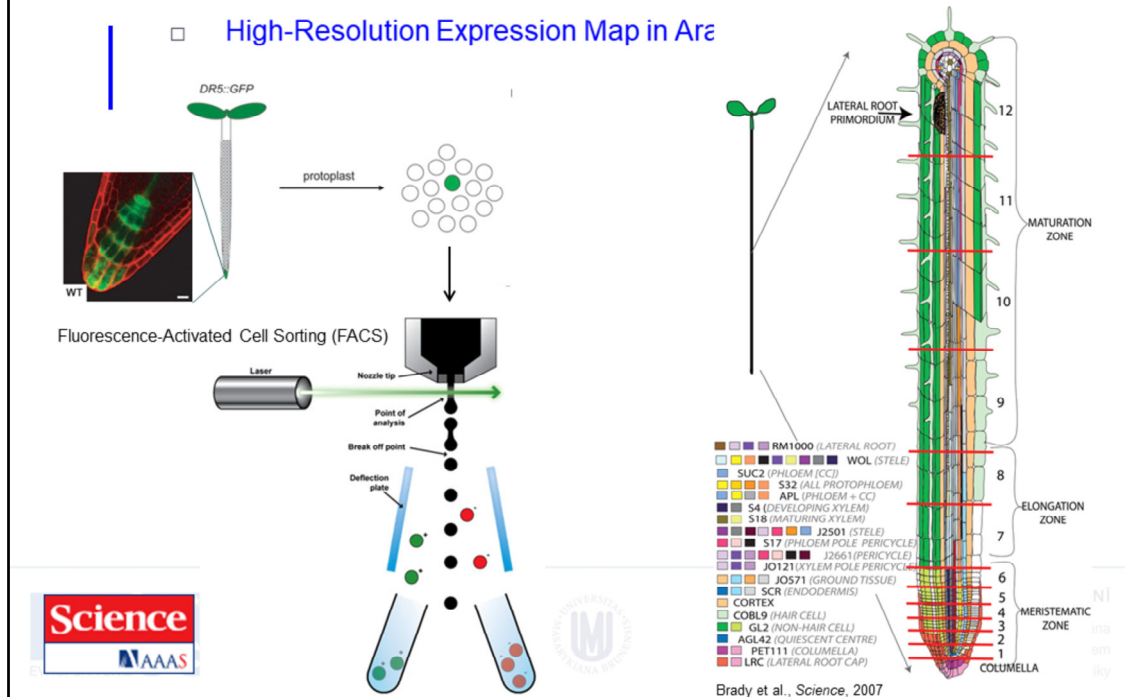 High-Resolution Expression Map in Ara
DR5::GFP
protoplast
WT
Fluorescence-Activated Cell Sorting (FACS)
Laser
Nozzle tip
Point of
analysis
Break off point
Deflection
plate
Science
AAAS
LATERAL ROOT
PRIMORDIUM
12
11
10
9
8
7
6
5
4
3
2
1
MATURATION
ZONE
ELONGATION
ZONE
MERISTEMATIC
ZONE
COLUMELLA
RM1000 (LATERAL ROOT)
WOL (STELE)
SUC2 (PHLOEM [CC])
S32 (ALL PROTOPHLOEM)
APL (PHLOEM + CC)
S4 (DEVELOPING XYLEM)
S18 (MATURING XYLEM)
J2501 (STELE)
S17 (PHLOEM POLE PERICYCLE)
J2661 (PERICYCLE)
JO121 (XYLEM POLE PERICYCLE)
JO571 (GROUND TISSUE)
SCR (ENDODERMIS)
CORTEX
COBL9 (HAIR CELL)
GL2 (NON-HAIR CELL)
AGL42 (QUIESCENT CENTRE)
PET111 (COLUMELLA)
LRC (LATERAL ROOT CAP)
Brady et al., Science, 2007